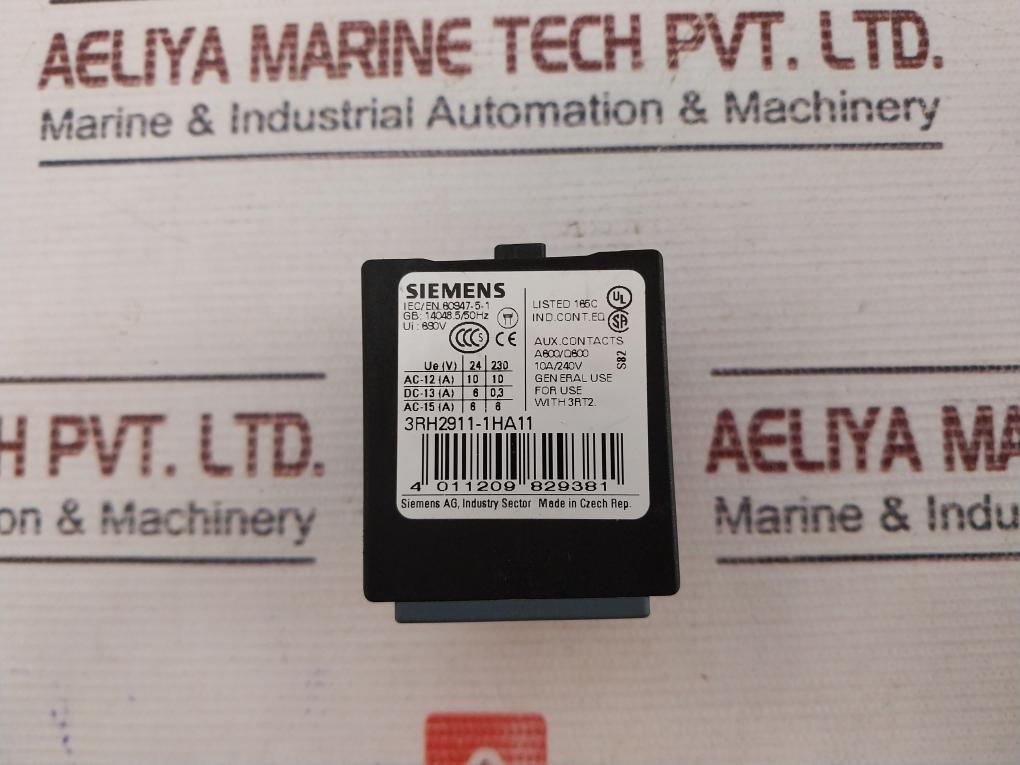 AELIYA MARINE TECH PVT. LTD.
Marine & Industrial Automation & Machinery
SIEMENS
IEC/EN 60947-5-1
GB: 14048.5/50Hz
Ui: 690V
CCC S
CE
Ue (V) 24 230
AC-12 (A) 10 10
DC-13 (A) 6 0,3
AC-15 (A) 6 6
LISTED 165C
IND.CONT.EQ
UL
SA
AUX.CONTACTS
A600/Q600
10A/240V
GENERAL USE
FOR USE
WITH 3RT2.
S82
3RH2911-1HA11
4 011209 829381
Siemens AG, Industry Sector Made in Czech Rep.
H PVT. LTD.
on & Machinery
AELIYA MA
Marine & Indu